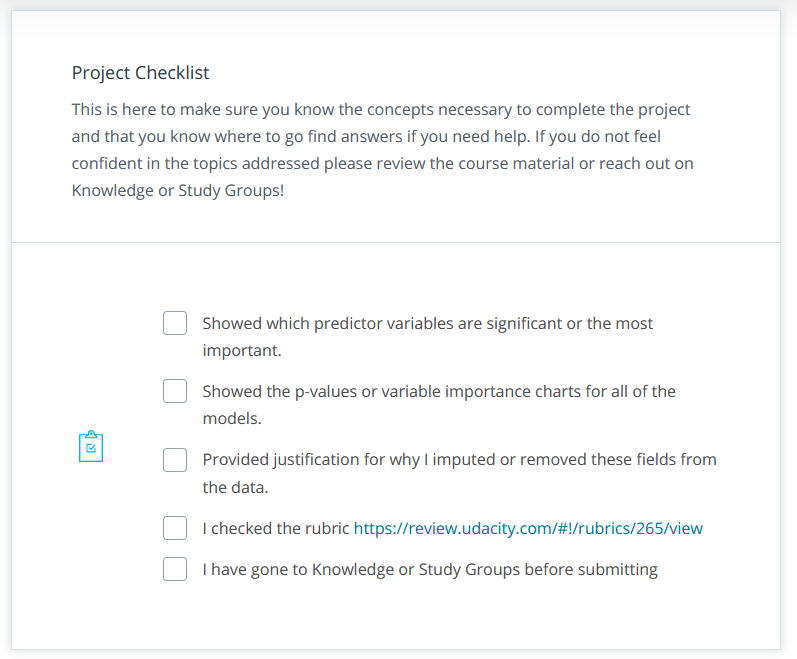 Project Checklist
This is here to make sure you know the concepts necessary to complete the project
and that you know where to go find answers if you need help. If you do not feel
confident in the topics addressed please review the course material or reach out on
Knowledge or Study Groups!
Showed which predictor variables are significant or the most
important.
Showed the p-values or variable importance charts for all of the
models.
Provided justification for why I imputed or removed these fields from
the data.
I checked the rubric https://review.udacity.com/#!/rubrics/265/view
I have gone to Knowledge or Study Groups before submitting